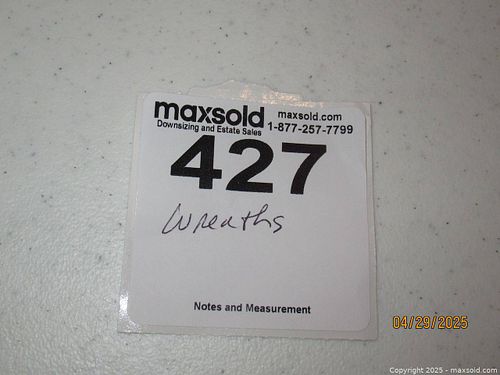 maxsold maxsold.com
Downsizing and Estate Sales 1-877-257-7799
427
Wreaths
Notes and Measurement
04/29/2025
Copyright 2025 - maxsold.com